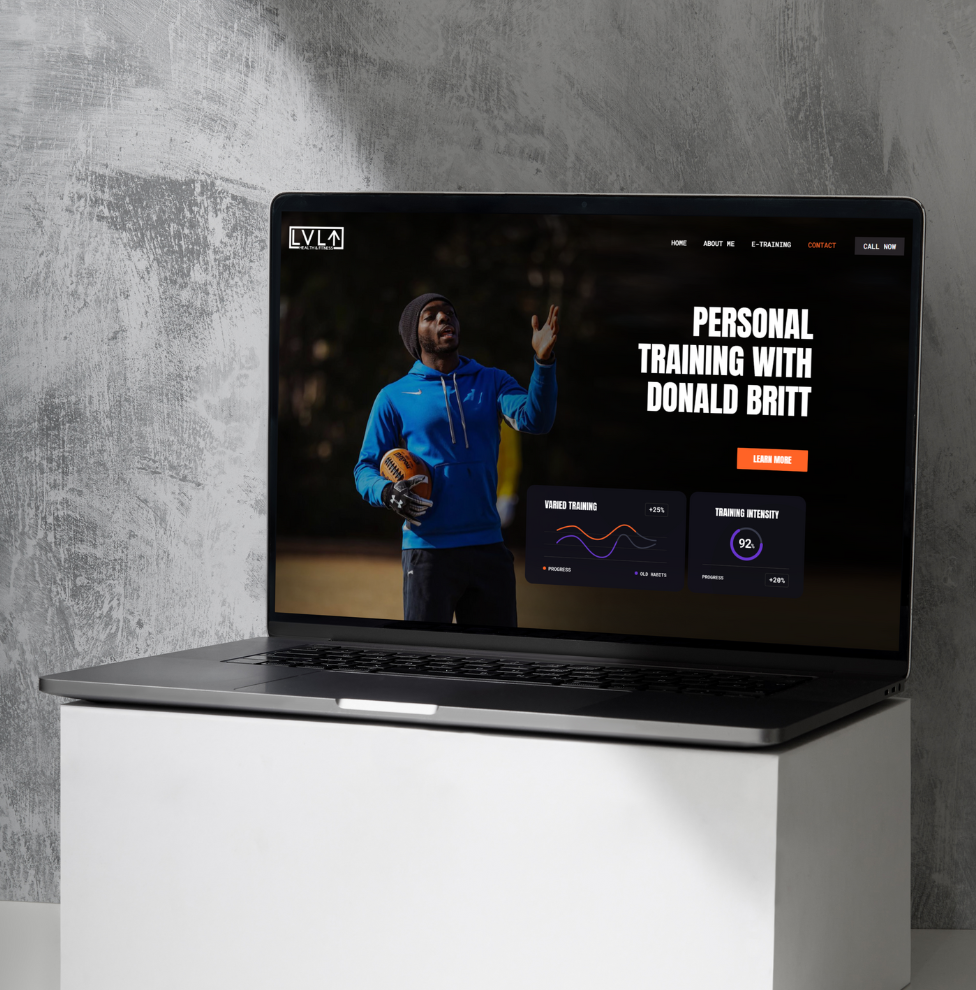 LVL↑
HEALTH & FITNESS
HOME
ABOUT ME
E-TRAINING
CONTACT
CALL NOW
PERSONAL
TRAINING WITH
DONALD BRITT
LEARN MORE
VARIED TRAINING
+25%
PROGRESS
OLD HABITS
TRAINING INTENSITY
92%
PROGRESS
+20%